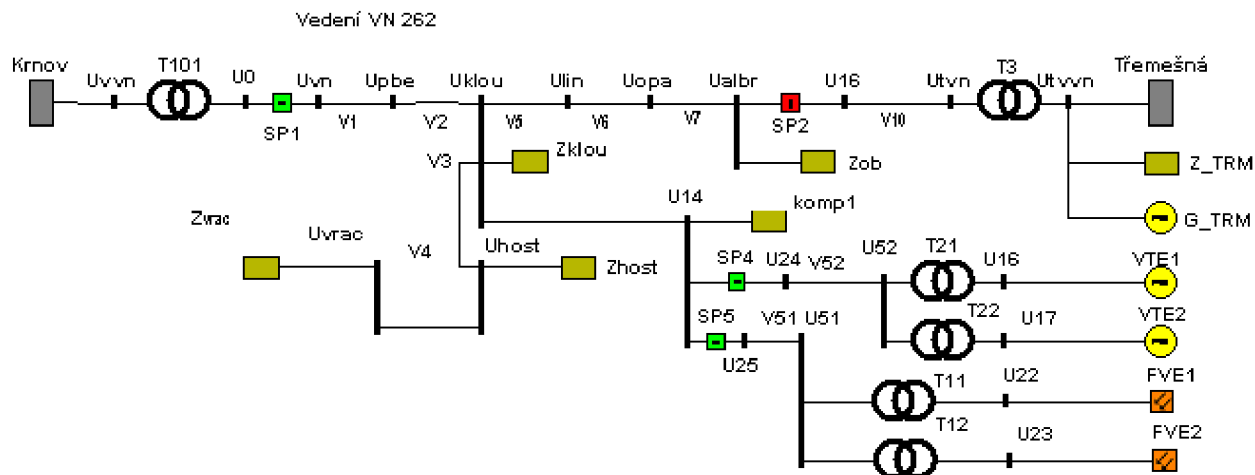 Vedení VN 262
Krnov
Uvvn
T101
U0
Uvn
Upbe
Uklou
Ulin
Uopa
Ualbr
U16
Utvn
T3
Utvvn
Třemešná
SP1
V1
V2
V5
V6
V7
SP2
V10
V3
Zklou
Zob
Z_TRM
U14
komp1
Zvrac
Uvrac
V4
Uhost
Zhost
G_TRM
SP4
U24
V52
U52
T21
U16
VTE1
SP5
V51
U51
T22
U17
VTE2
U25
T11
U22
FVE1
T12
U23
FVE2